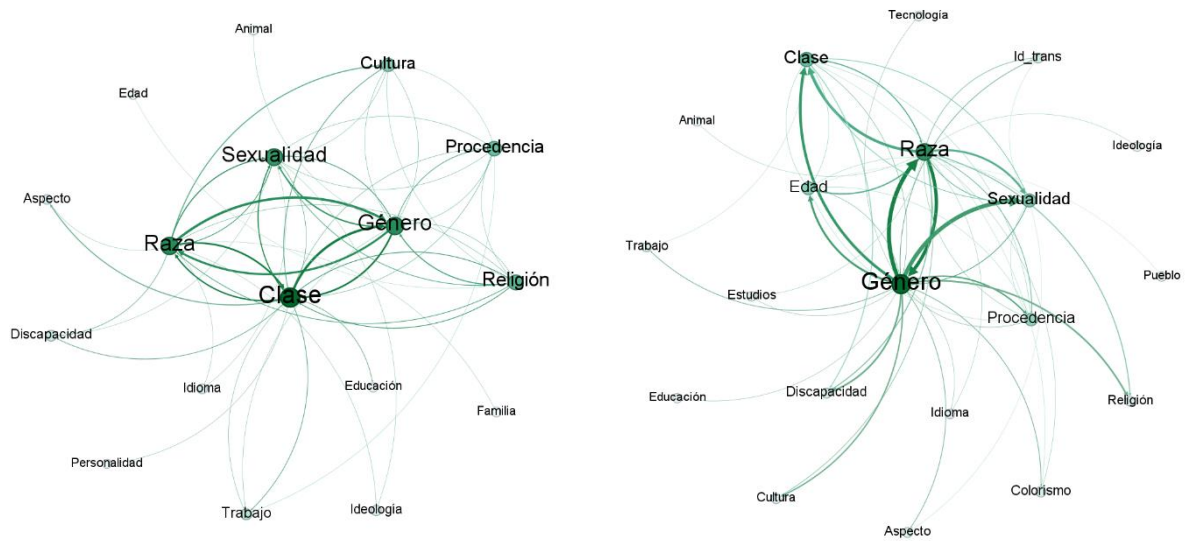 Animal
Cultura
Edad
Sexualidad
Procedencia
Aspecto
Género
Raza
Religión
Clase
Discapacidad
Idioma
Educación
Familia
Personalidad
Trabajo
Ideología
Tecnología
Clase
Id_trans
Animal
Raza
Ideología
Edad
Sexualidad
Trabajo
Pueblo
Género
Estudios
Procedencia
Educación
Discapacidad
Idioma
Religión
Cultura
Colorismo
Aspecto